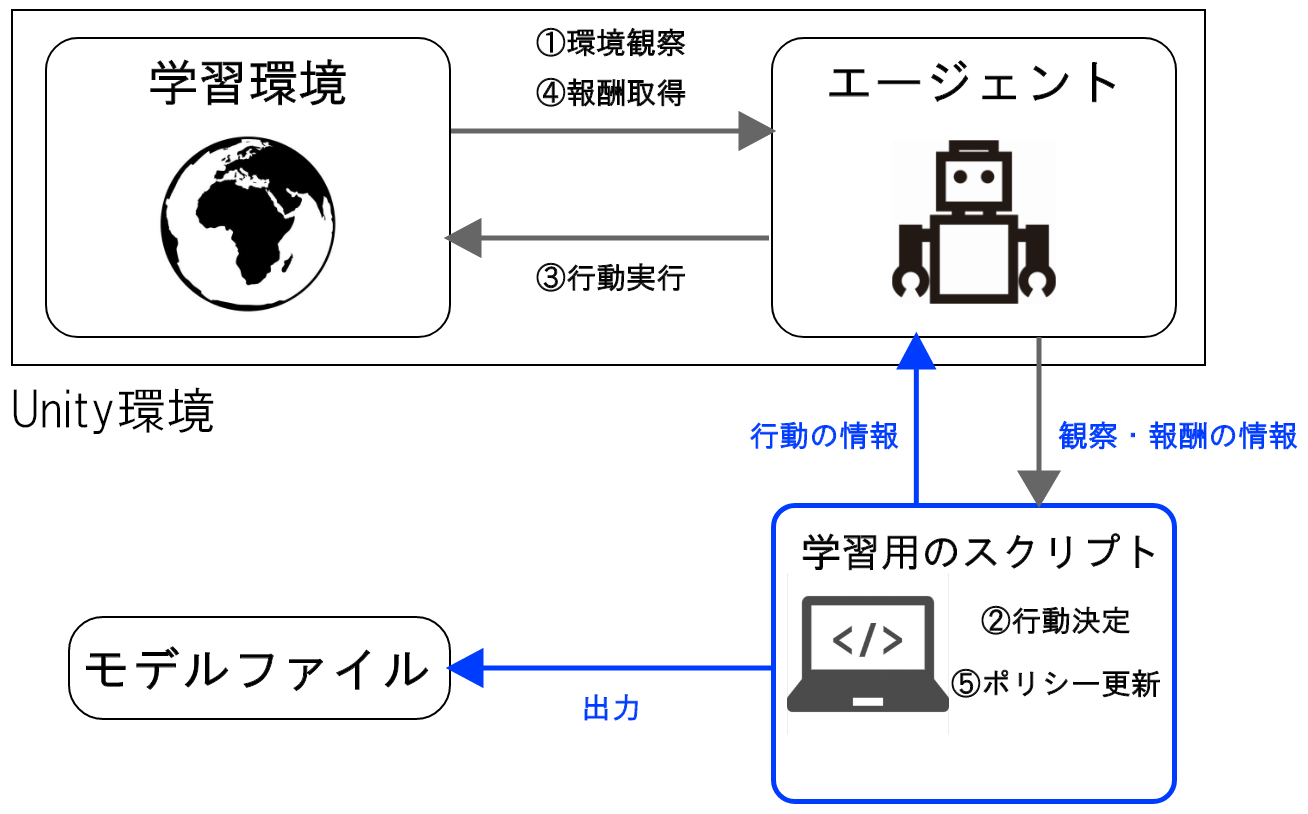 学習環境
①環境観察
④報酬取得
エージェント
③行動実行
Unity環境
行動の情報
観察・報酬の情報
学習用のスクリプト
</>
②行動決定
⑤ポリシー更新
モデルファイル
出力